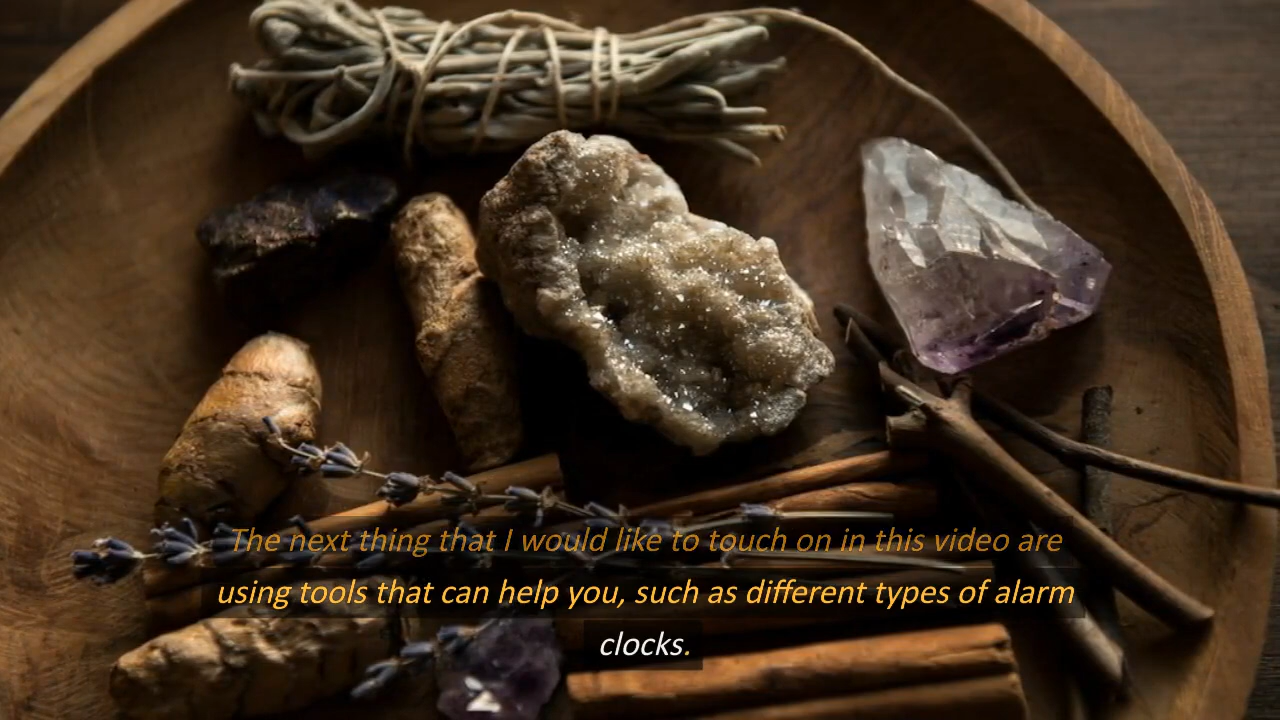 The next thing that I would like to touch on in this video are
using tools that can help you, such as different types of alarm
clocks.